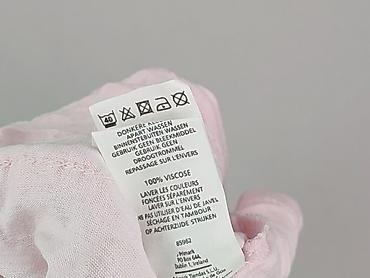 40
DONKERE
APART WASSEN
BINNENSTEBUITEN WASSEN
GEBRUIK GEEN BLEEKMIDDEL
GEBRUIK GEEN
DROOGTROMMEL
REPASSAGE SUR L'ENVERS
100% VISCOSE
LAVER LES COULEURS
FONCÉES SÉPARÉMENT
LAVER SUR L'ENVERS
PAS UTILISER D'EAU DE JAVEL
SÉCHAGE EN TAMBOUR
OP ACHTERZIJDE STRIJKEN
85982
Primark
PO Box 644,
Dublin 1, Ireland
Tiendas S.L.U.